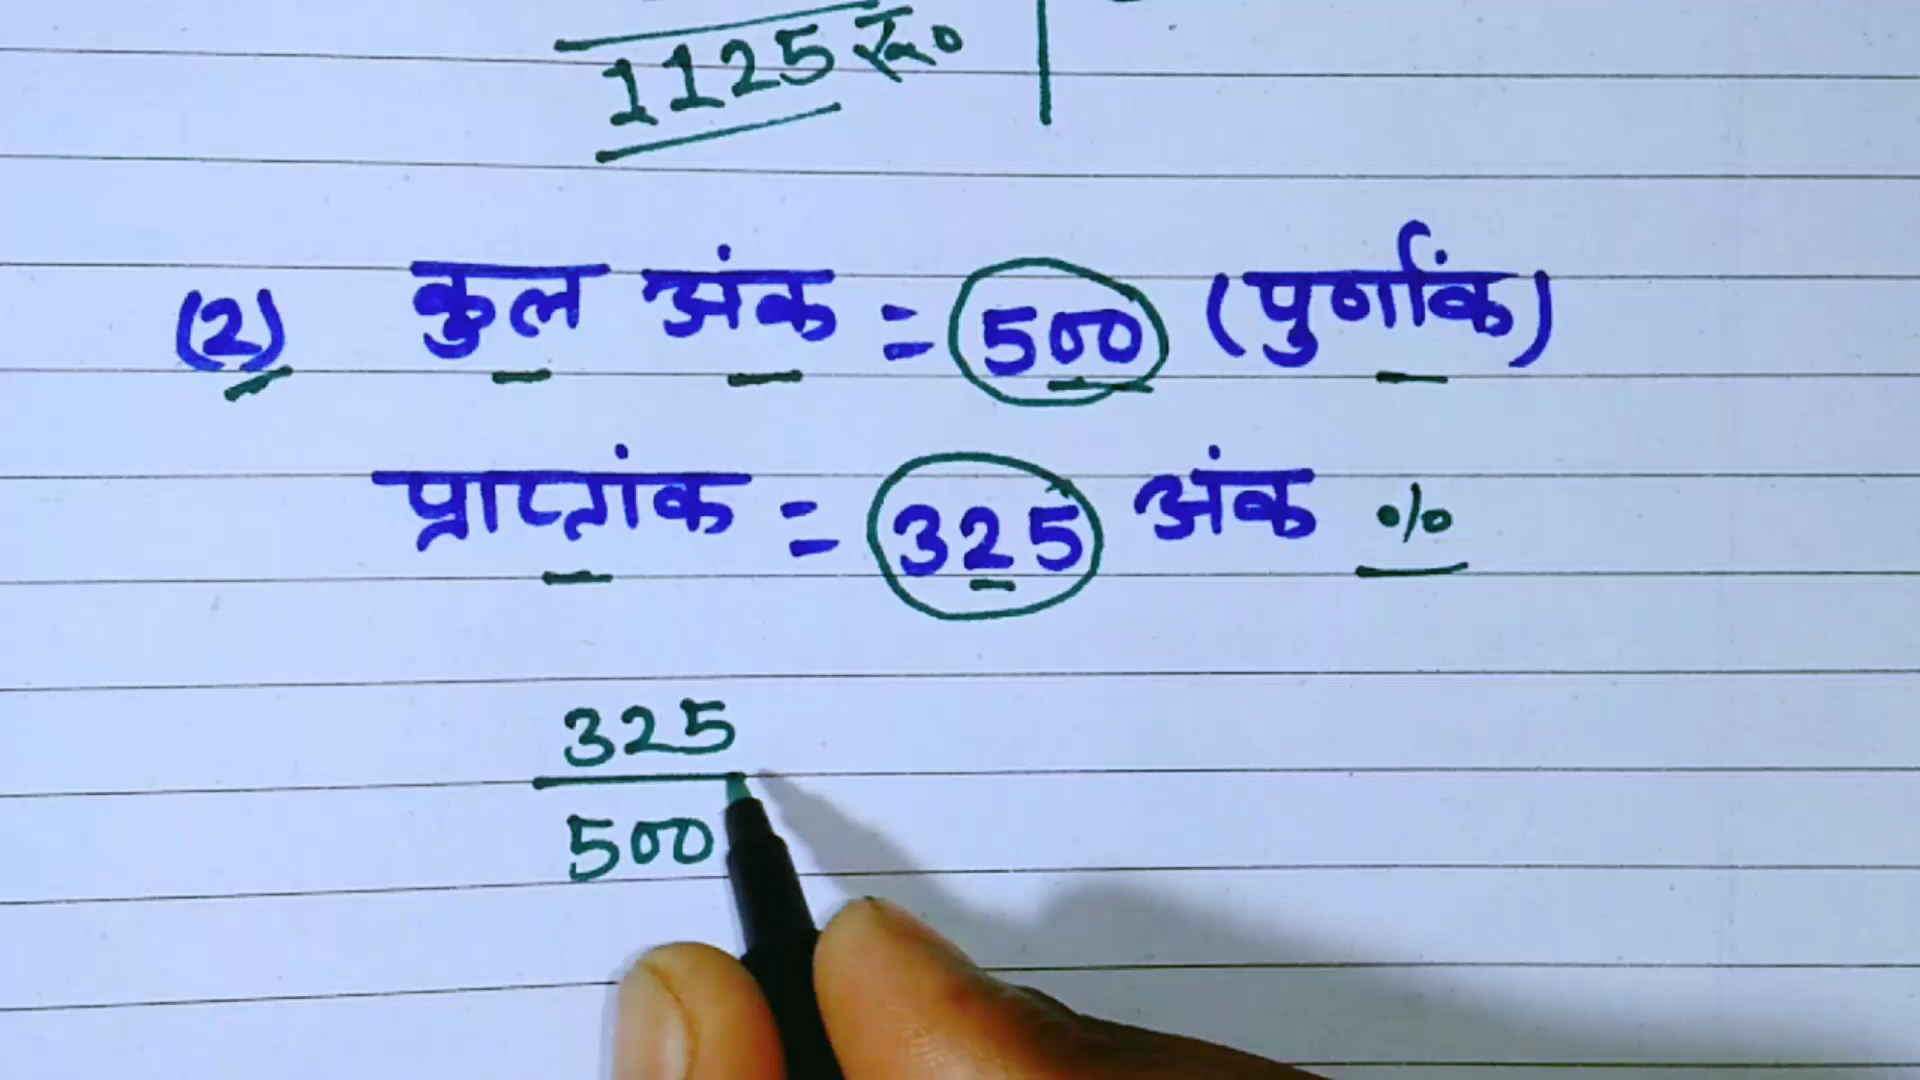 1125 रू०
(2) कुल अंक = 500 (पुर्णांक)
प्राप्तांक = 325 अंक %
325
500